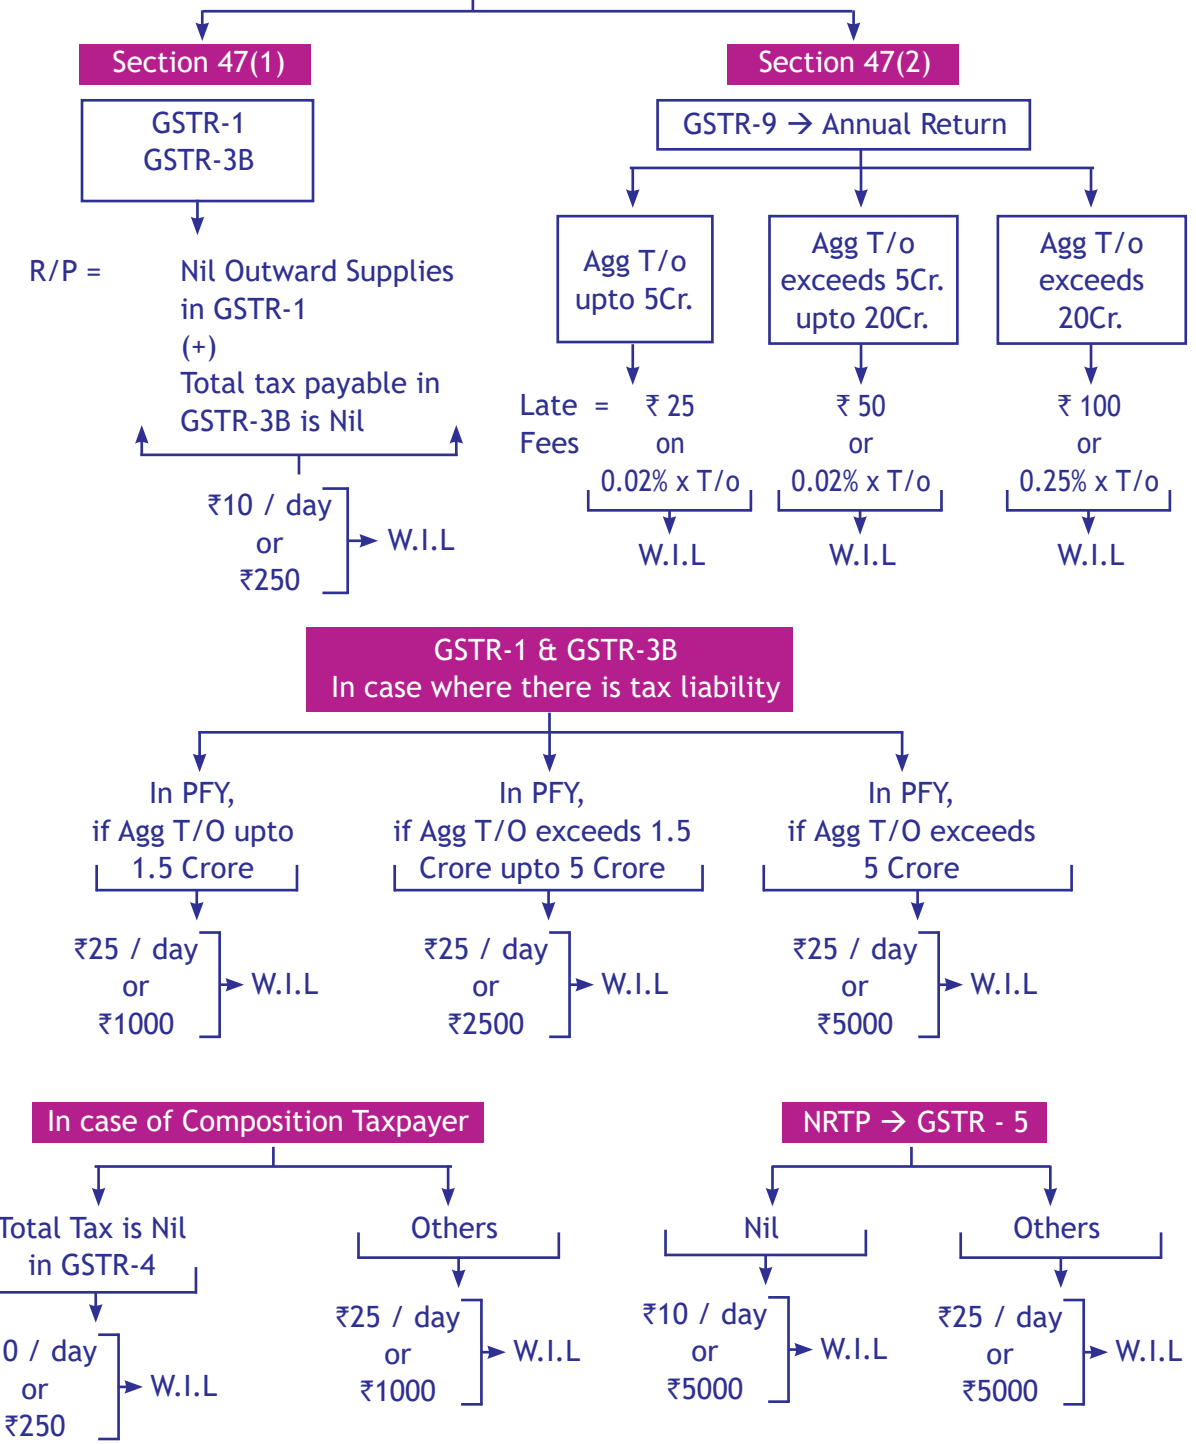 Section 47(1)
GSTR-1
GSTR-3B
R/P =
Nil Outward Supplies
in GSTR-1
(+)
Total tax payable in
GSTR-3B is Nil
₹10 / day
or
₹250
W.I.L
Section 47(2)
GSTR-9 → Annual Return
Agg T/o
upto 5Cr.
Agg T/o
exceeds 5Cr.
upto 20Cr.
Agg T/o
exceeds
20Cr.
Late =
Fees
₹ 25
on
0.02% x T/o
W.I.L
₹ 50
or
0.02% x T/o
W.I.L
₹ 100
or
0.25% x T/o
W.I.L
GSTR-1 & GSTR-3B
In case where there is tax liability
In PFY,
if Agg T/O upto
1.5 Crore
₹25 / day
or
₹1000
W.I.L
In PFY,
if Agg T/O exceeds 1.5
Crore upto 5 Crore
₹25 / day
or
₹2500
W.I.L
In PFY,
if Agg T/O exceeds
5 Crore
₹25 / day
or
₹5000
W.I.L
In case of Composition Taxpayer
Total Tax is Nil
in GSTR-4
0 / day
or
₹250
W.I.L
Others
₹25 / day
or
₹1000
W.I.L
NRTP → GSTR - 5
Nil
₹10 / day
or
₹5000
W.I.L
Others
₹25 / day
or
₹5000
W.I.L